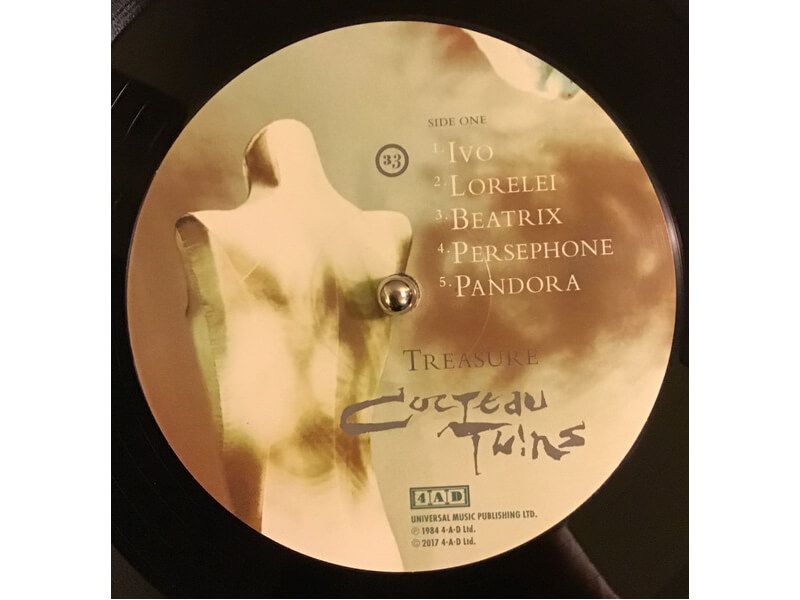 SIDE ONE
33
1. IVO
2. LORELEI
3. BEATRIX
4. PERSEPHONE
5. PANDORA
TREASURE
COCTEAU
TWINS
4AD
UNIVERSAL MUSIC PUBLISHING LTD.
℗ 1984 4·A·D Ltd.
© 2017 4·A·D Ltd.